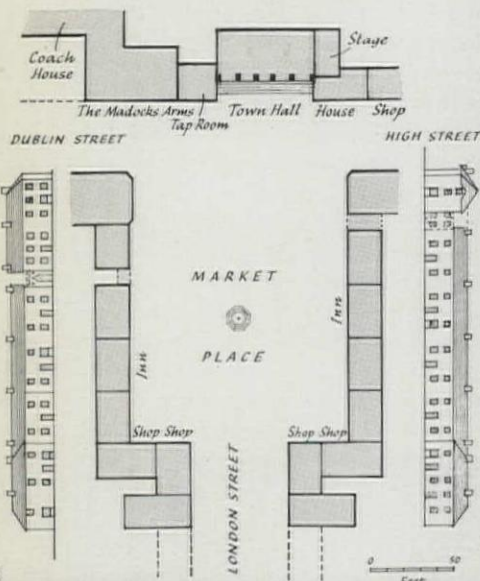 Stage
Coach
House
The Madocks Arms
Tap Room
Town Hall
House
Shop
DUBLIN STREET
HIGH STREET
MARKET
PLACE
Inn
Inn
Shop Shop
Shop Shop
LONDON STREET
0 50
Feet